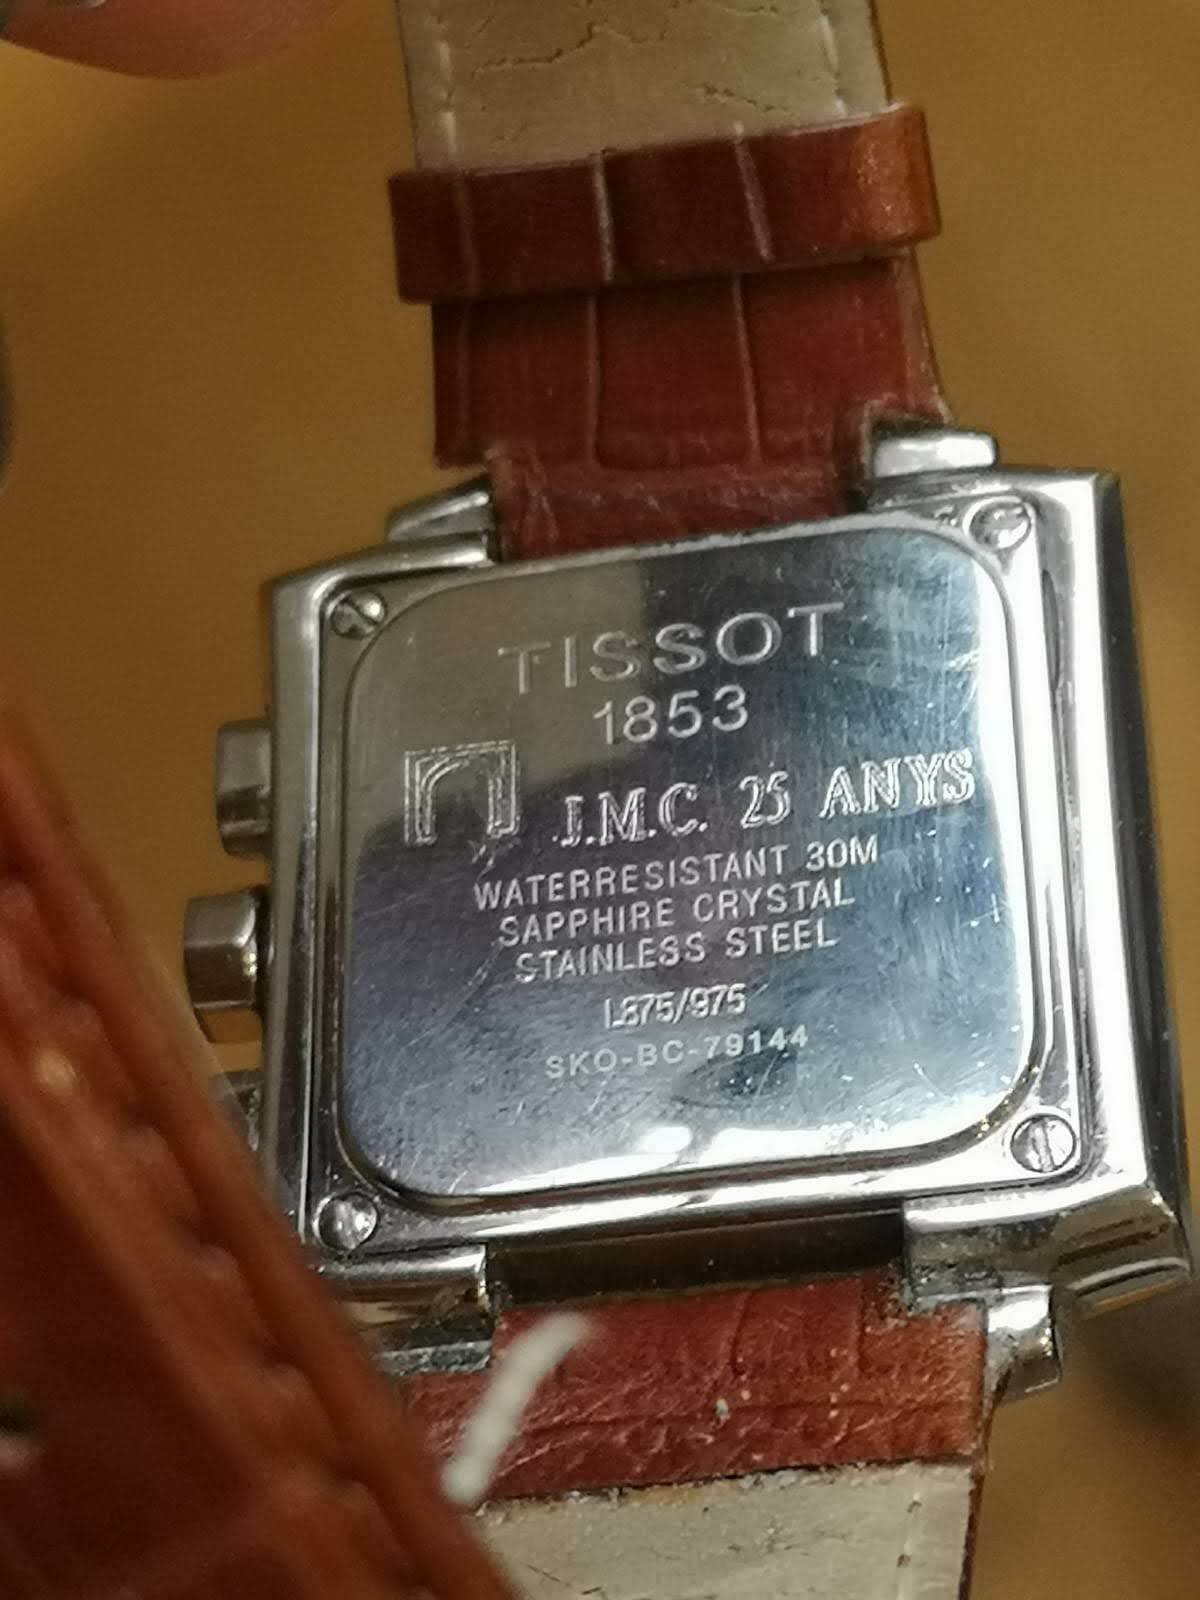 TISSOT
1853
J.M.C. 25 ANYS
WATERRESISTANT 30M
SAPPHIRE CRYSTAL
STAINLESS STEEL
L875/975
SKO-BC-79144